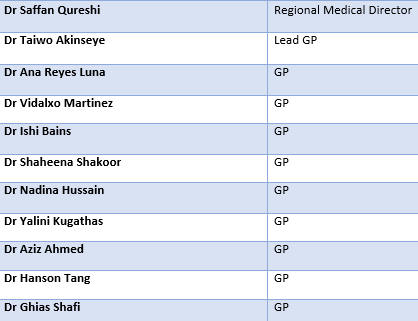 Dr Saffan Qureshi Regional Medical Director
Dr Taiwo Akinseye Lead GP
Dr Ana Reyes Luna GP
Dr Vidalxo Martinez GP
Dr Ishi Bains GP
Dr Shaheena Shakoor GP
Dr Nadina Hussain GP
Dr Yalini Kugathas GP
Dr Aziz Ahmed GP
Dr Hanson Tang GP
Dr Ghias Shafi GP